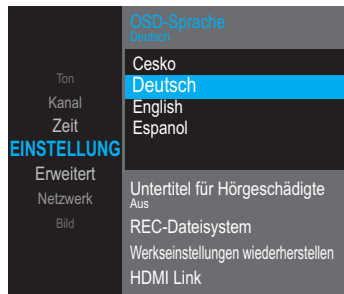 Ton
Kanal
Zeit
EINSTELLUNG
Erweitert
Netzwerk
Bild
OSD-Sprache
Deutsch
Cesko
Deutsch
English
Espanol
Untertitel für Hörgeschädigte
Aus
REC-Dateisystem
Werkseinstellungen wiederherstellen
HDMI Link